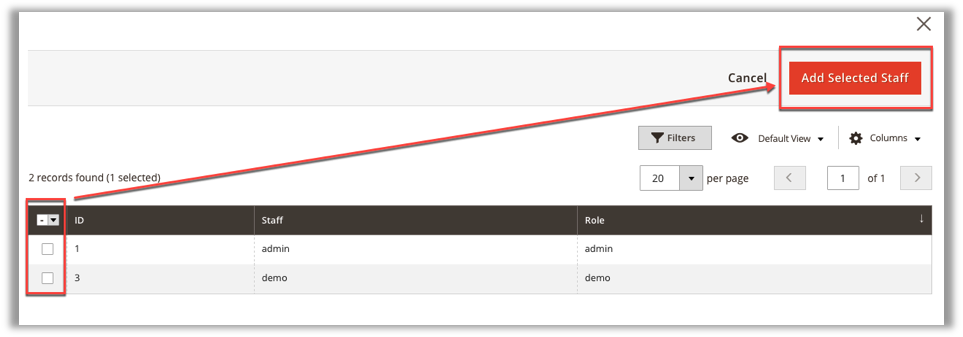 Cancel Add Selected Staff
Filters Default View Columns
2 records found (1 selected) 20 per page 1 of 1
ID Staff Role
1 admin admin
3 demo demo